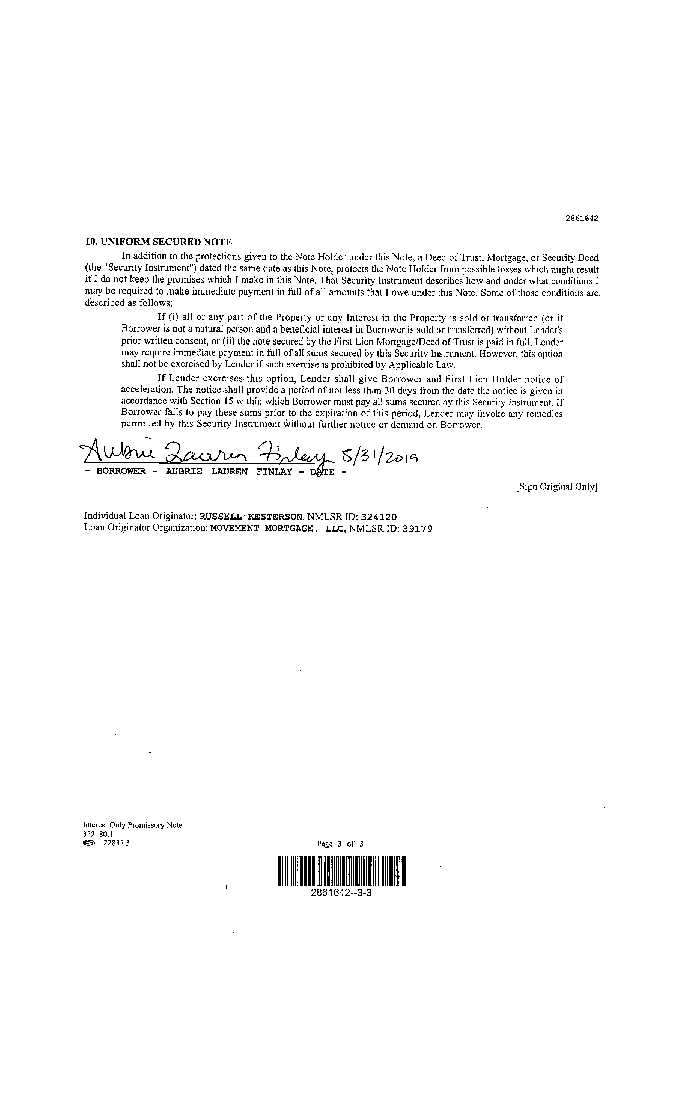 2861642
10. UNIFORM SECURED NOTE
In addition to the protections given to the Note Holder under this Note, a Deed of Trust, Mortgage, or Security Deed
(the "Security Instrument") dated the same date as this Note, protects the Note Holder from possible losses which might result
if I do not keep the promises which I make in this Note. That Security Instrument describes how and under what conditions I
may be required to make immediate payment in full of all amounts that I owe under this Note. Some of those conditions are
described as follows:
If (i) all or any part of the Property or any Interest in the Property is sold or transferred (or if
Borrower is not a natural person and a beneficial interest in Borrower is sold or transferred) without Lender's
prior written consent, or (ii) the note secured by the First Lien Mortgage/Deed of Trust is paid in full, Lender
may require immediate payment in full of all sums secured by this Security Instrument. However, this option
shall not be exercised by Lender if such exercise is prohibited by Applicable Law.
If Lender exercises this option, Lender shall give Borrower and First Lien Holder notice of
acceleration. The notice shall provide a period of not less than 30 days from the date the notice is given in
accordance with Section 15 within which Borrower must pay all sums secured by this Security Instrument. If
Borrower fails to pay these sums prior to the expiration of this period, Lender may invoke any remedies
permitted by this Security Instrument without further notice or demand on Borrower.
Aubrie Lauren Finlay 5/31/2019
- BORROWER - AUBRIE LAUREN FINLAY - DATE -
[Sign Original Only]
Individual Loan Originator: RUSSELL KESTERSON, NMLSR ID: 324120
Loan Originator Organization: MOVEMENT MORTGAGE, LLC, NMLSR ID: 39179
Interest Only Promissory Note
Page 3 of 3
2861642--3-3